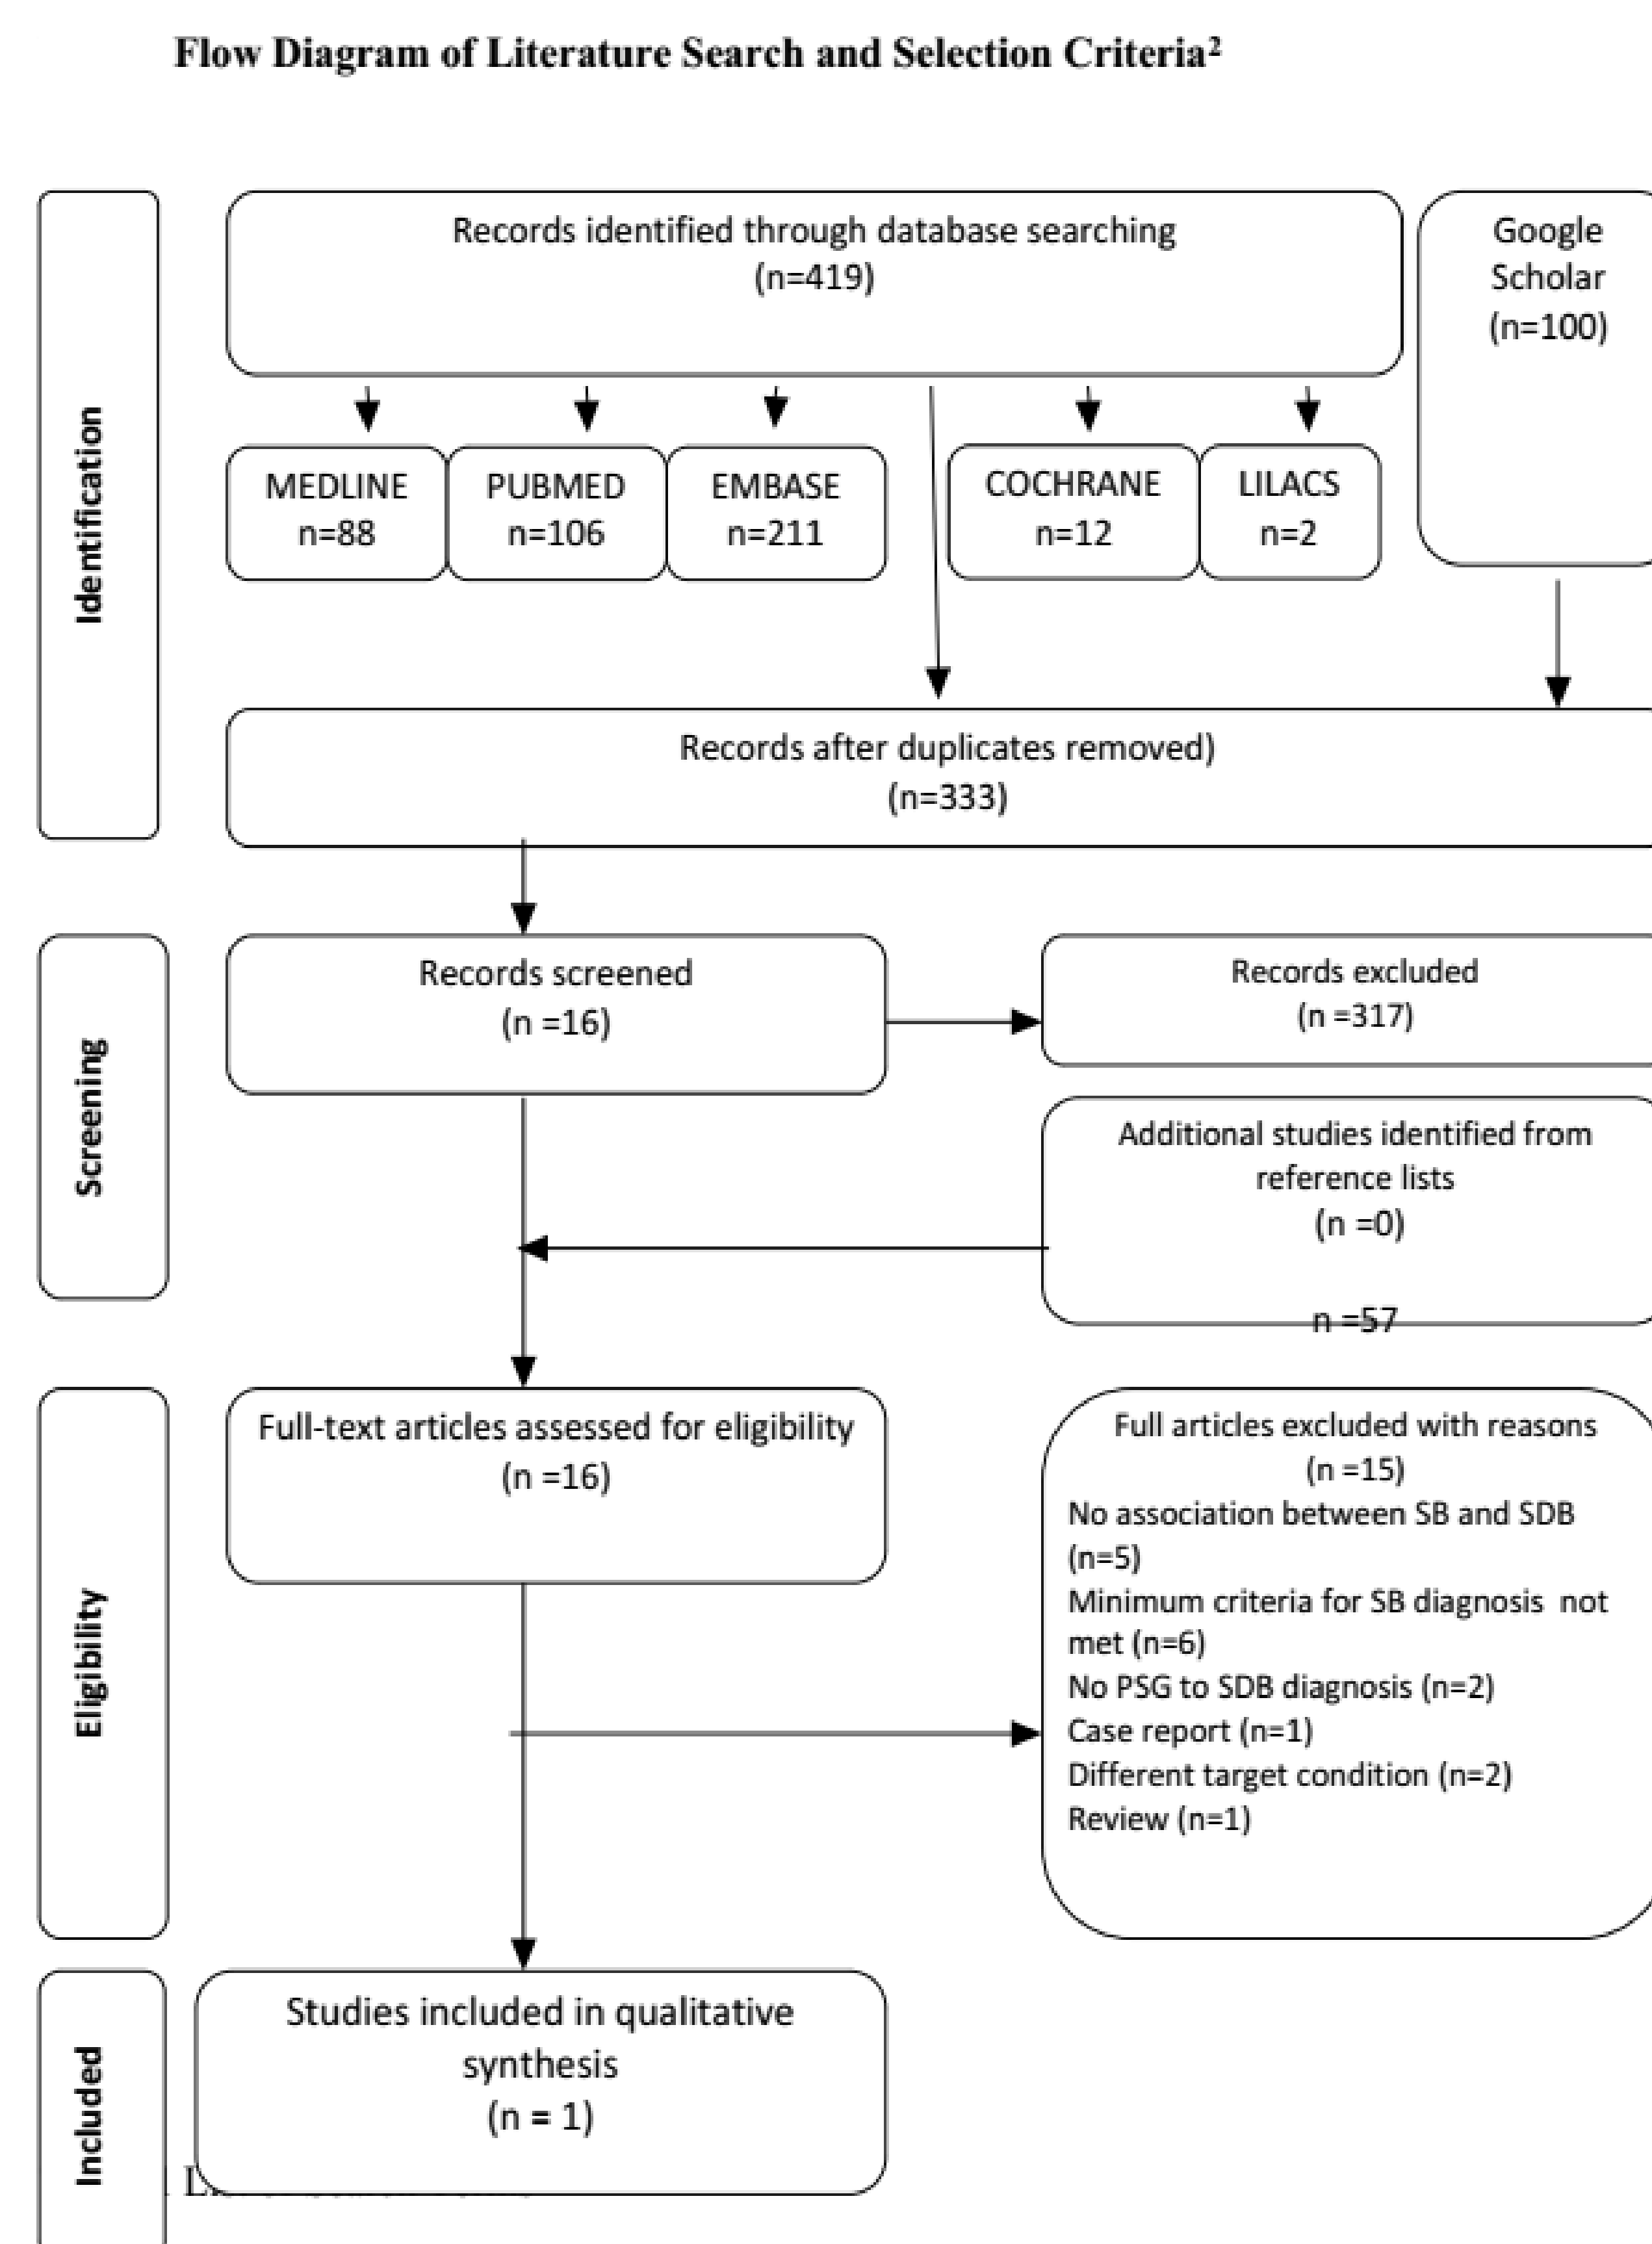 Flow Diagram of Literature Search and Selection Criteria²
Identification
Records identified through database searching
(n=419)
Google
Scholar
(n=100)
MEDLINE
n=88
PUBMED
n=106
EMBASE
n=211
COCHRANE
n=12
LILACS
n=2
Records after duplicates removed)
(n=333)
Screening
Records screened
(n =16)
Records excluded
(n =317)
Additional studies identified from
reference lists
(n =0)
n =57
Eligibility
Full-text articles assessed for eligibility
(n =16)
Full articles excluded with reasons
(n =15)
No association between SB and SDB
(n=5)
Minimum criteria for SB diagnosis  not
met (n=6)
No PSG to SDB diagnosis (n=2)
Case report (n=1)
Different target condition (n=2)
Review (n=1)
Included
Studies included in qualitative
synthesis
(n = 1)